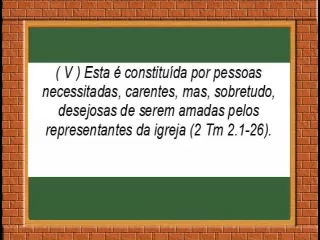 ( V ) Esta é constituída por pessoas
necessitadas, carentes, mas, sobretudo,
desejosas de serem amadas pelos
representantes da igreja (2 Tm 2.1-26).